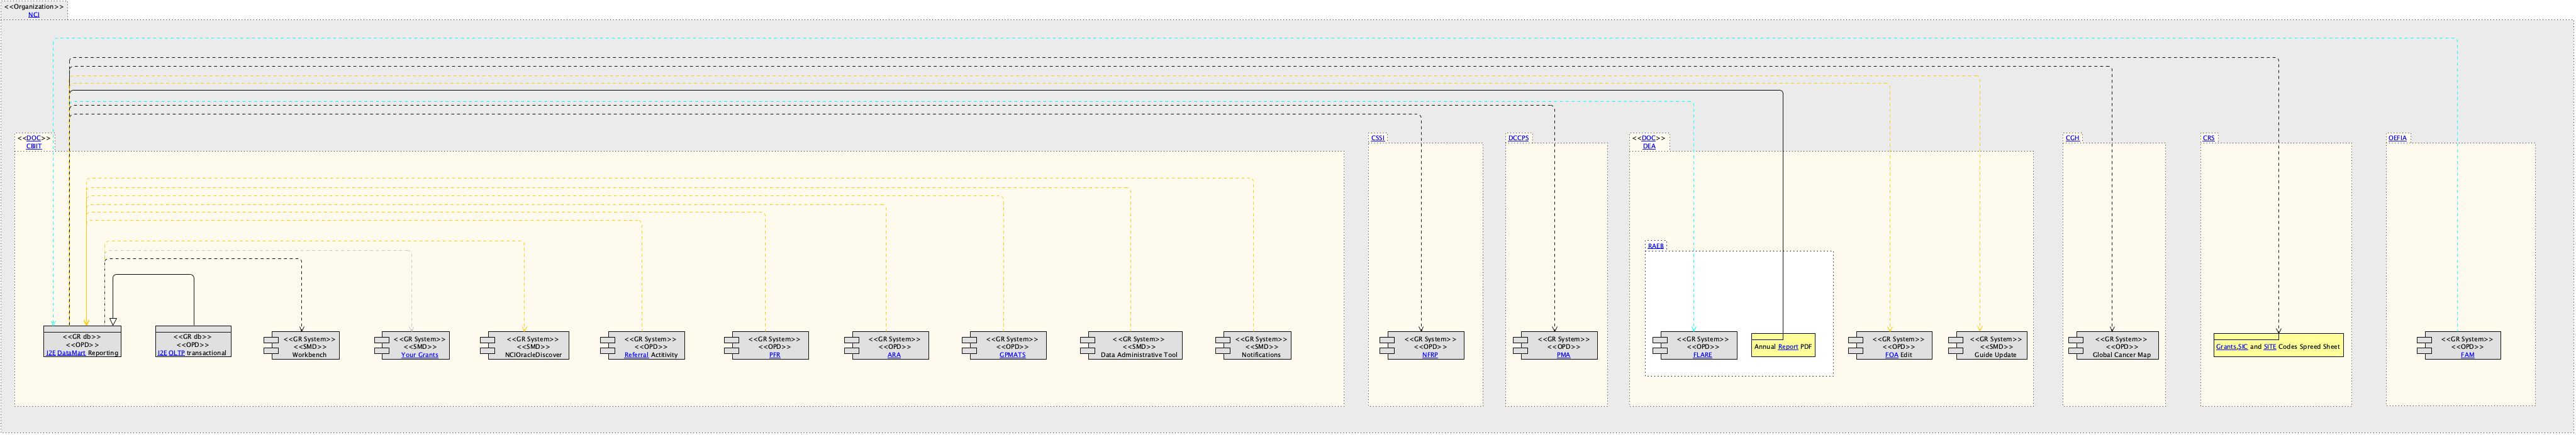 <<Organization>>
NCI
<<DOC>>
CBIIT
CSSI
DCCPS
<<DOC>>
DEA
CGH
CRS
OEFIA
RAEB
<<GR db>>
<<OPD>>
I2E DataMart Reporting
<<GR db>>
<<OPD>>
I2E OLTP transactional
<<GR System>>
<<SMD>>
Workbench
<<GR System>>
<<SMD>>
Your Grants
<<GR System>>
<<SMD>>
NCIOracleDiscover
<<GR System>>
<<OPD>>
Referral Actitivity
<<GR System>>
<<OPD>>
PFR
<<GR System>>
<<OPD>>
ARA
<<GR System>>
<<OPD>>
GPMATS
<<GR System>>
<<SMD>>
Data Administrative Tool
<<GR System>>
<<SMD>>
Notifications
<<GR System>>
<<OPD>>
NFRP
<<GR System>>
<<OPD>>
PMA
<<GR System>>
<<OPD>>
FLARE
Annual Report PDF
<<GR System>>
<<OPD>>
FOA Edit
<<GR System>>
<<SMD>>
Guide Update
<<GR System>>
<<OPD>>
Global Cancer Map
Grants,SIC and SITE Codes Spreed Sheet
<<GR System>>
<<OPD>>
FAM